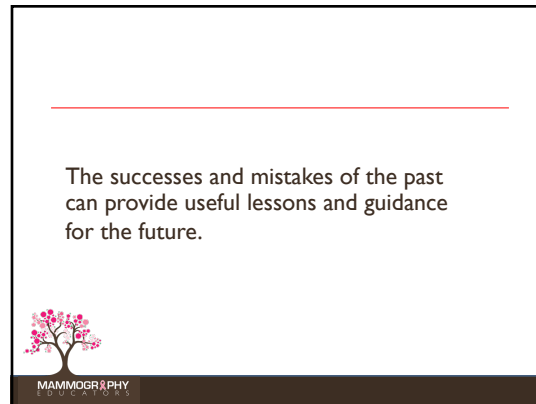 The successes and mistakes of the past
can provide useful lessons and guidance
for the future.
MAMMOGRAPHY
EDUCATORS